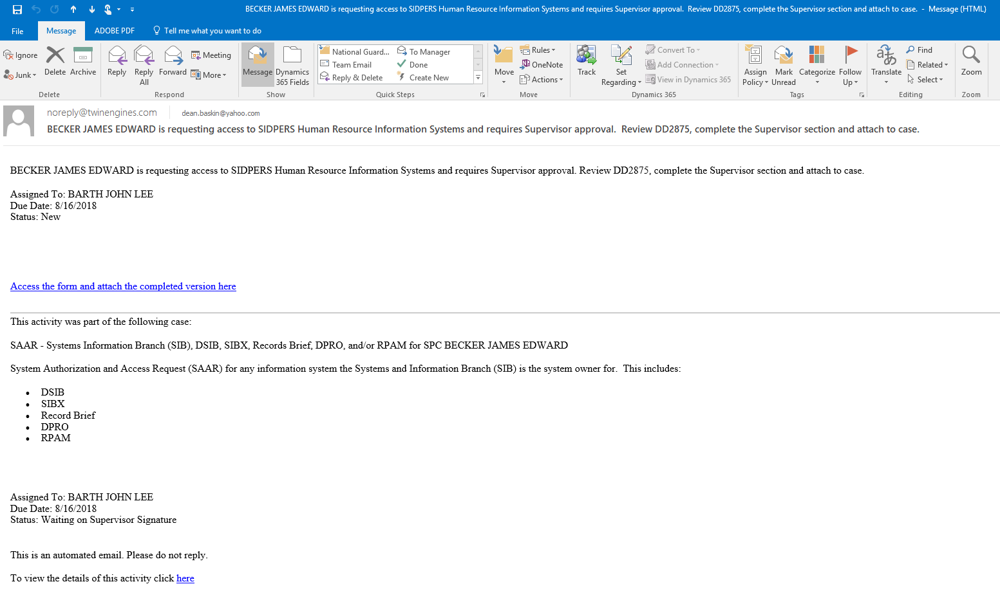 BECKER JAMES EDWARD is requesting access to SIDPERS Human Resource Information Systems and requires Supervisor approval.  Review DD2875, complete the Supervisor section and attach to case.  -  Message (HTML)
File Message ADOBE PDF Tell me what you want to do
Ignore
Junk
Delete
Archive
Delete
Reply
Reply All
Forward
Meeting
More
Respond
Message
Dynamics 365 Fields
Show
National Guard...
Team Email
Reply & Delete
To Manager
Done
Create New
Quick Steps
Move
Rules
OneNote
Actions
Move
Track
Set Regarding
Convert To
Add Connection
View in Dynamics 365
Dynamics 365
Assign Policy
Mark Unread
Categorize
Follow Up
Tags
Translate
Find
Related
Select
Editing
Zoom
Zoom
noreply@twinengines.com dean.baskin@yahoo.com
BECKER JAMES EDWARD is requesting access to SIDPERS Human Resource Information Systems and requires Supervisor approval.  Review DD2875, complete the Supervisor section and attach to case.
BECKER JAMES EDWARD is requesting access to SIDPERS Human Resource Information Systems and requires Supervisor approval. Review DD2875, complete the Supervisor section and attach to case.
Assigned To: BARTH JOHN LEE
Due Date: 8/16/2018
Status: New
Access the form and attach the completed version here
This activity was part of the following case:
SAAR - Systems Information Branch (SIB), DSIB, SIBX, Records Brief, DPRO, and/or RPAM for SPC BECKER JAMES EDWARD
System Authorization and Access Request (SAAR) for any information system the Systems and Information Branch (SIB) is the system owner for.  This includes:
• DSIB
• SIBX
• Record Brief
• DPRO
• RPAM
Assigned To: BARTH JOHN LEE
Due Date: 8/16/2018
Status: Waiting on Supervisor Signature
This is an automated email. Please do not reply.
To view the details of this activity click here